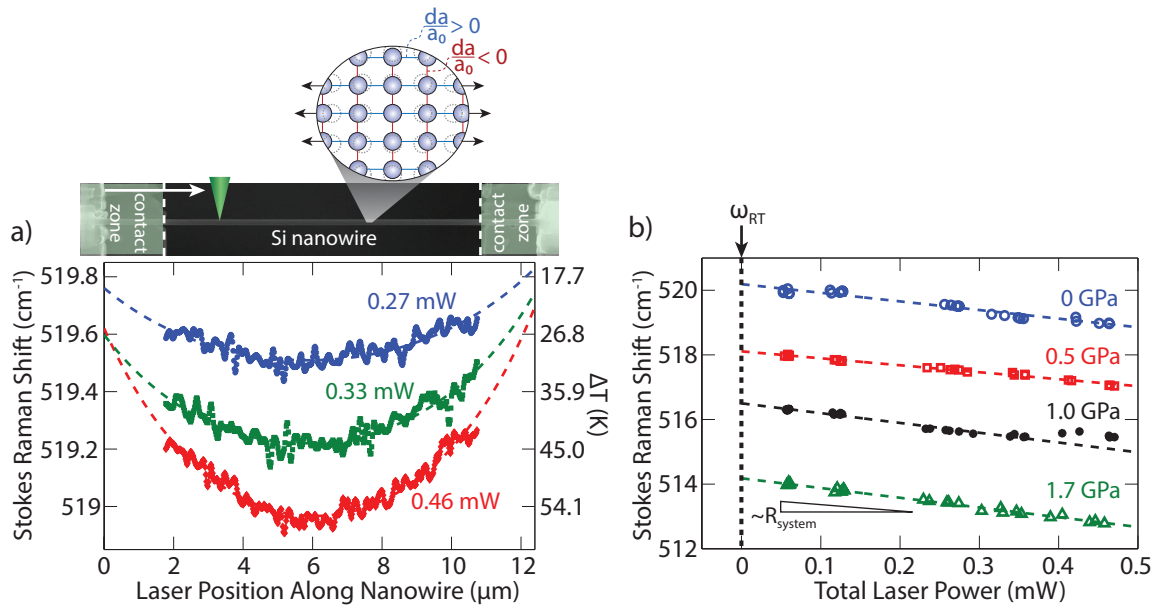 da
a₀ > 0
da
a₀ < 0
contact
zone
Si nanowire
contact
zone
a)
519.8
519.6
519.4
519.2
519
Stokes Raman Shift (cm⁻¹)
0.27 mW
0.33 mW
0.46 mW
17.7
26.8
35.9
45.0
54.1
ΔT (K)
0 2 4 6 8 10 12
Laser Position Along Nanowire (μm)
b)
ω_RT
520
518
516
514
512
Stokes Raman Shift (cm⁻¹)
0 GPa
0.5 GPa
1.0 GPa
1.7 GPa
~R_system
0 0.1 0.2 0.3 0.4 0.5
Total Laser Power (mW)